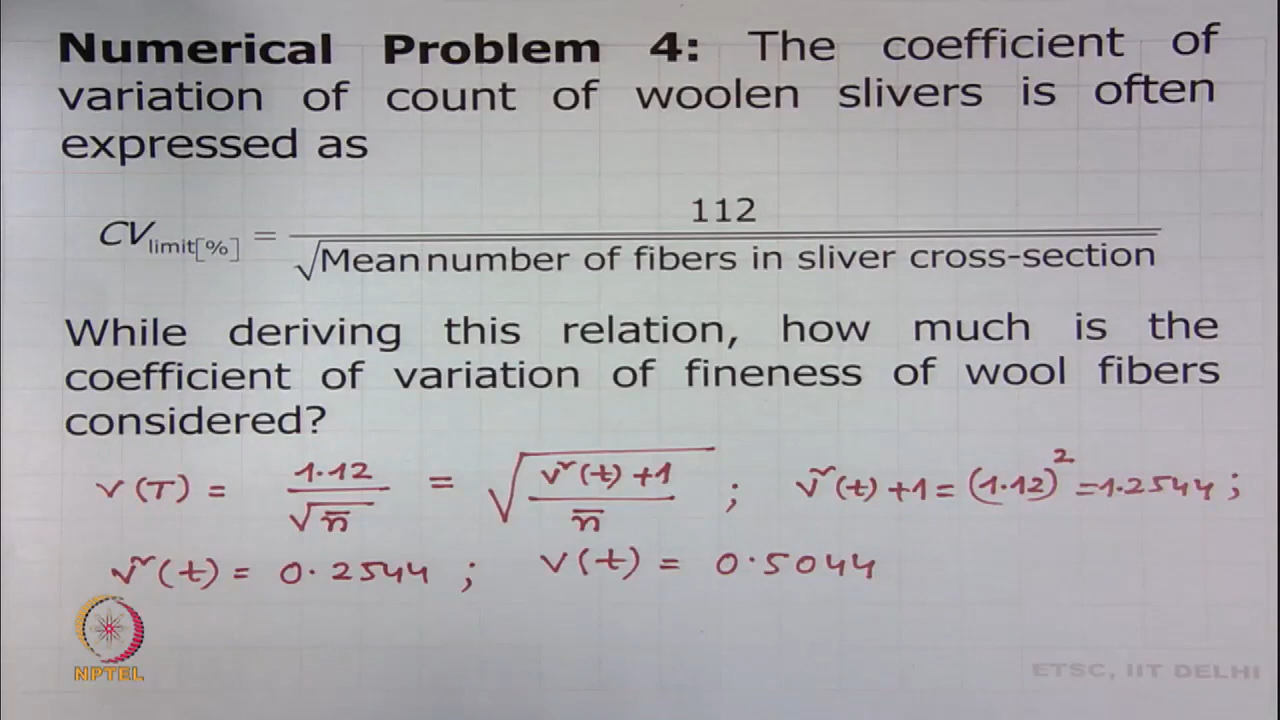 Numerical Problem 4: The coefficient of
variation of count of woolen slivers is often
expressed as
CV limit[%] = 112 / √Mean number of fibers in sliver cross-section
While deriving this relation, how much is the
coefficient of variation of fineness of wool fibers
considered?
v(T) = 1.12 / √n̄ = √((v²(t) + 1) / n̄) ; v²(t) + 1 = (1.12)² = 1.2544 ;
v²(t) = 0.2544 ; v(t) = 0.5044
NPTEL
ETSC, IIT DELHI